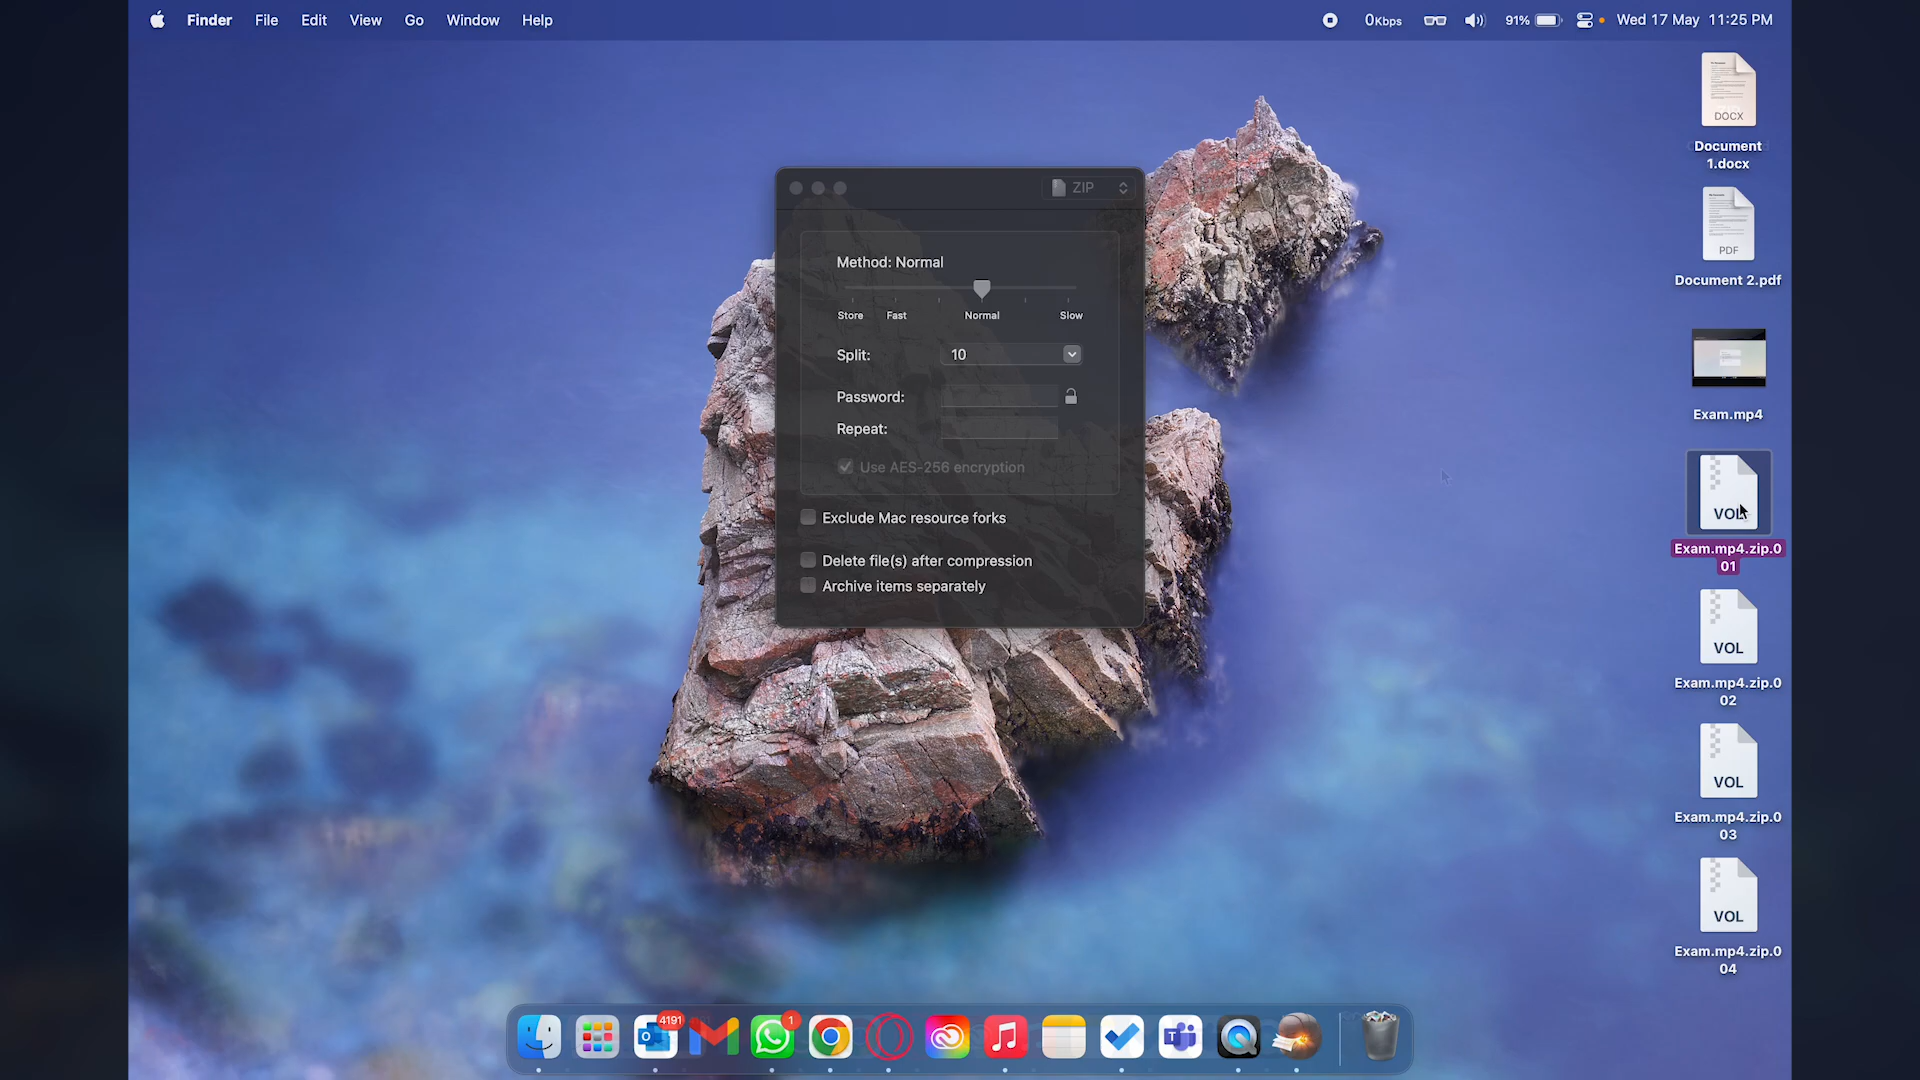 Finder File Edit View Go Window Help
0Kbps 91% Wed 17 May 11:25 PM
ZIP
Method: Normal
Store Fast Normal Slow
Split: 10
Password:
Repeat:
Use AES-256 encryption
Exclude Mac resource forks
Delete file(s) after compression
Archive items separately
DOCX
Document
1.docx
PDF
Document 2.pdf
Exam.mp4
VOL
Exam.mp4.zip.0
01
VOL
Exam.mp4.zip.0
02
VOL
Exam.mp4.zip.0
03
VOL
Exam.mp4.zip.0
04
4191
1